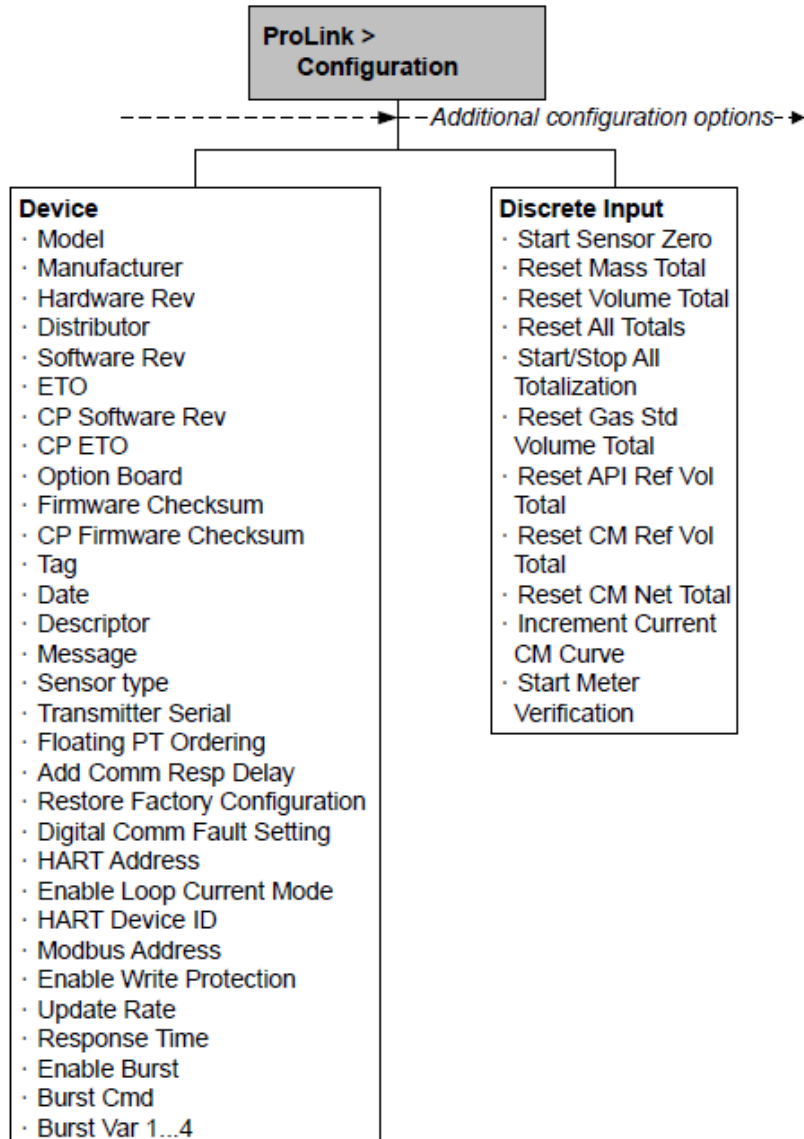 ProLink >
Configuration
Additional configuration options
Device
· Model
· Manufacturer
· Hardware Rev
· Distributor
· Software Rev
· ETO
· CP Software Rev
· CP ETO
· Option Board
· Firmware Checksum
· CP Firmware Checksum
· Tag
· Date
· Descriptor
· Message
· Sensor type
· Transmitter Serial
· Floating PT Ordering
· Add Comm Resp Delay
· Restore Factory Configuration
· Digital Comm Fault Setting
· HART Address
· Enable Loop Current Mode
· HART Device ID
· Modbus Address
· Enable Write Protection
· Update Rate
· Response Time
· Enable Burst
· Burst Cmd
· Burst Var 1...4
Discrete Input
· Start Sensor Zero
· Reset Mass Total
· Reset Volume Total
· Reset All Totals
· Start/Stop All
Totalization
· Reset Gas Std
Volume Total
· Reset API Ref Vol
Total
· Reset CM Ref Vol
Total
· Reset CM Net Total
· Increment Current
CM Curve
· Start Meter
Verification